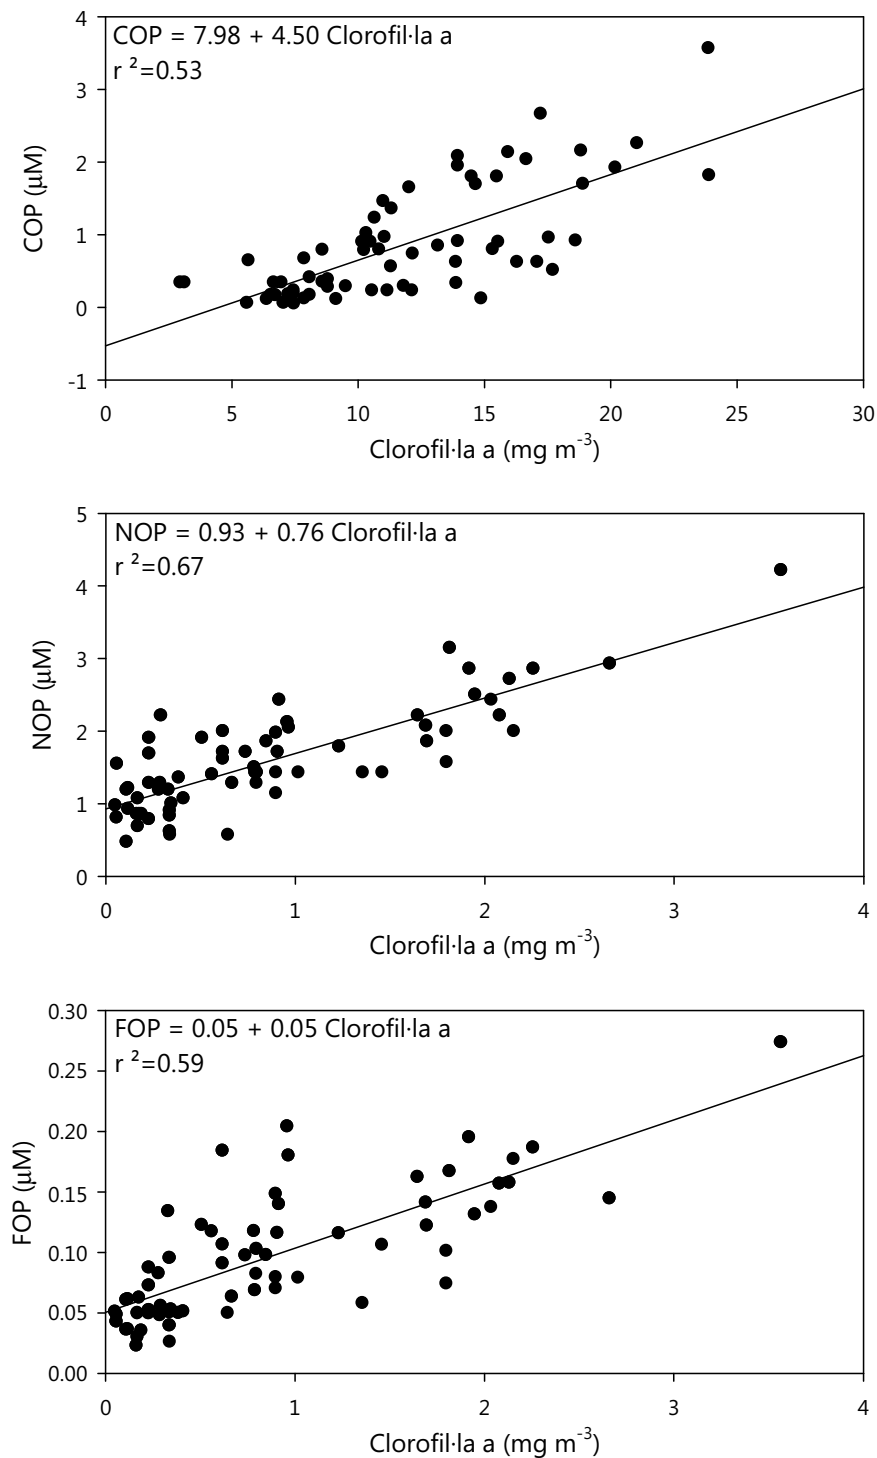 COP = 7.98 + 4.50 Clorofil·la a
r ²=0.53
4
3
2
1
0
-1
COP (μM)
0 5 10 15 20 25 30
Clorofil·la a (mg m⁻³)
NOP = 0.93 + 0.76 Clorofil·la a
r ²=0.67
5
4
3
2
1
0
NOP (μM)
0 1 2 3 4
Clorofil·la a (mg m⁻³)
FOP = 0.05 + 0.05 Clorofil·la a
r ²=0.59
0.30
0.25
0.20
0.15
0.10
0.05
0.00
FOP (μM)
0 1 2 3 4
Clorofil·la a (mg m⁻³)